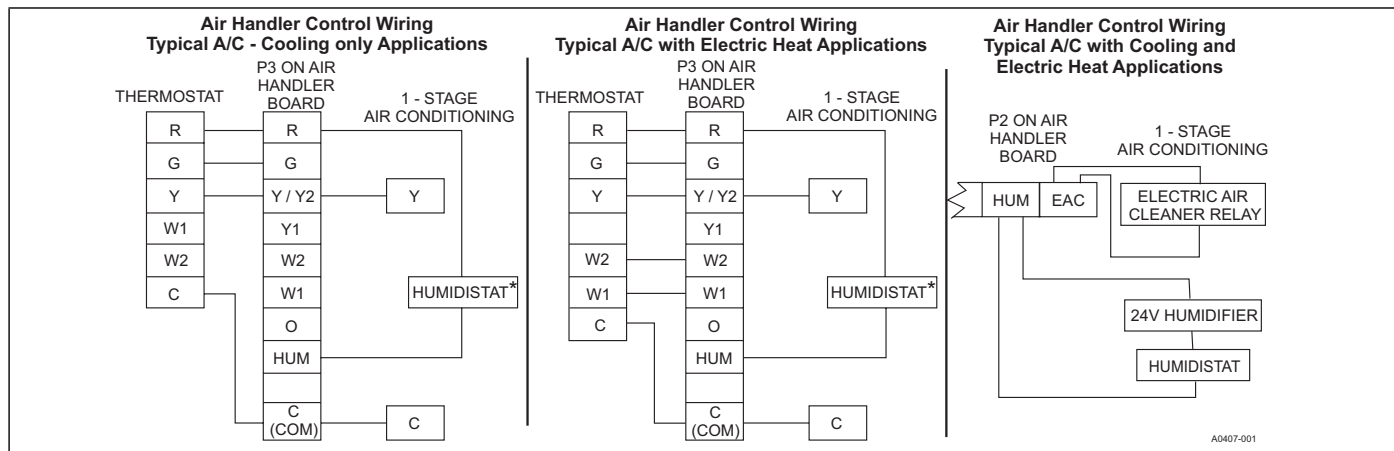 Air Handler Control Wiring
Typical A/C - Cooling only Applications
THERMOSTAT
P3 ON AIR
HANDLER
BOARD
1 - STAGE
AIR CONDITIONING
R
R
G
G
Y
Y / Y2
Y
W1
Y1
W2
W2
C
W1
HUMIDISTAT*
O
HUM
C
(COM)
C
Air Handler Control Wiring
Typical A/C with Electric Heat Applications
THERMOSTAT
P3 ON AIR
HANDLER
BOARD
1 - STAGE
AIR CONDITIONING
R
R
G
G
Y
Y / Y2
Y
Y1
W2
W2
W1
W1
HUMIDISTAT*
C
O
HUM
C
(COM)
C
Air Handler Control Wiring
Typical A/C with Cooling and
Electric Heat Applications
P2 ON AIR
HANDLER
BOARD
1 - STAGE
AIR CONDITIONING
HUM
EAC
ELECTRIC AIR
CLEANER RELAY
24V HUMIDIFIER
HUMIDISTAT
A0407-001